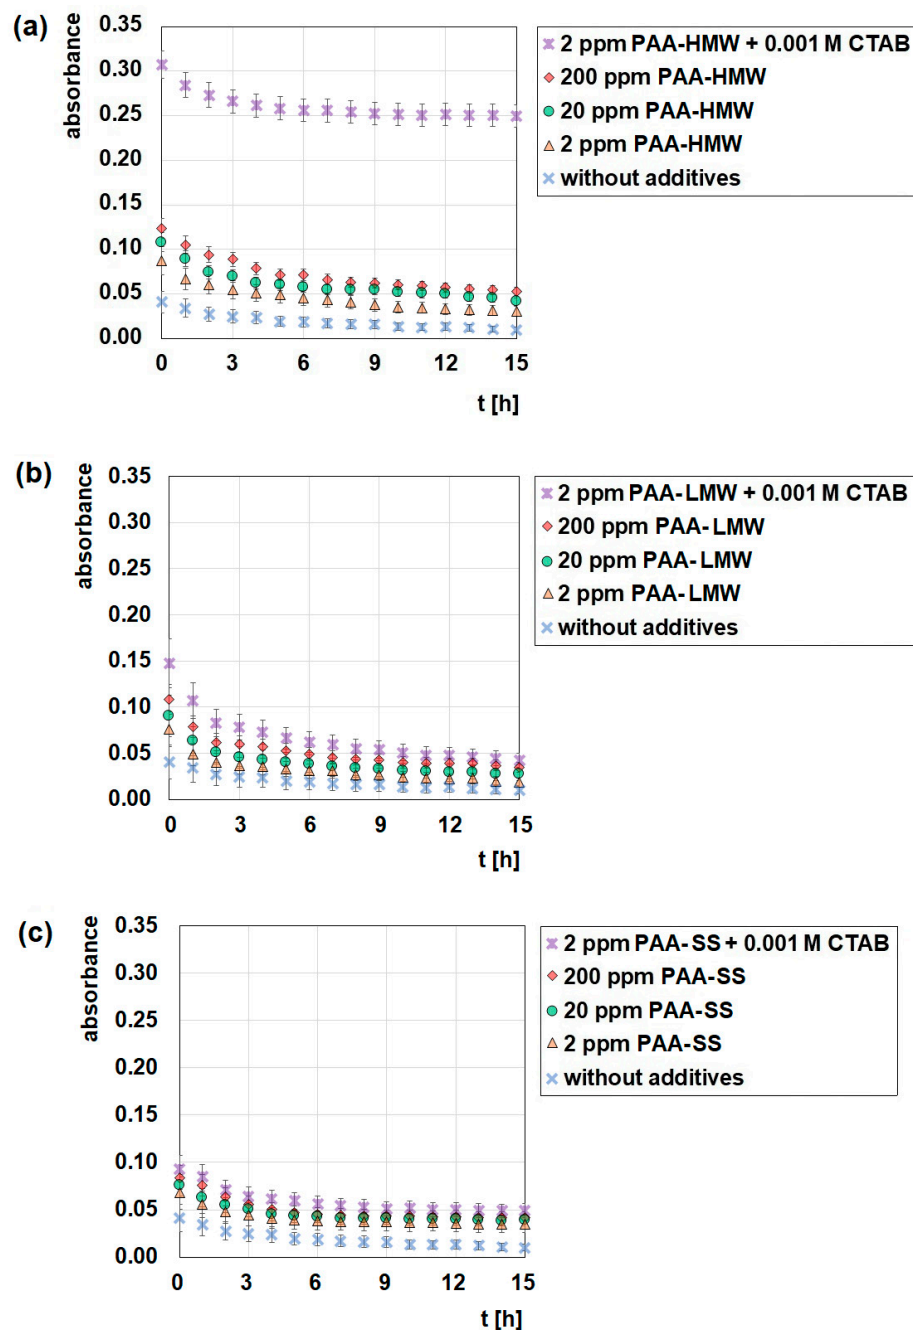 (a)
absorbance
0.35
0.30
0.25
0.20
0.15
0.10
0.05
0.00
0 3 6 9 12 15
t [h]
2 ppm PAA-HMW + 0.001 M CTAB
200 ppm PAA-HMW
20 ppm PAA-HMW
2 ppm PAA-HMW
without additives
(b)
absorbance
0.35
0.30
0.25
0.20
0.15
0.10
0.05
0.00
0 3 6 9 12 15
t [h]
2 ppm PAA-LMW + 0.001 M CTAB
200 ppm PAA-LMW
20 ppm PAA-LMW
2 ppm PAA-LMW
without additives
(c)
absorbance
0.35
0.30
0.25
0.20
0.15
0.10
0.05
0.00
0 3 6 9 12 15
t [h]
2 ppm PAA-SS + 0.001 M CTAB
200 ppm PAA-SS
20 ppm PAA-SS
2 ppm PAA-SS
without additives